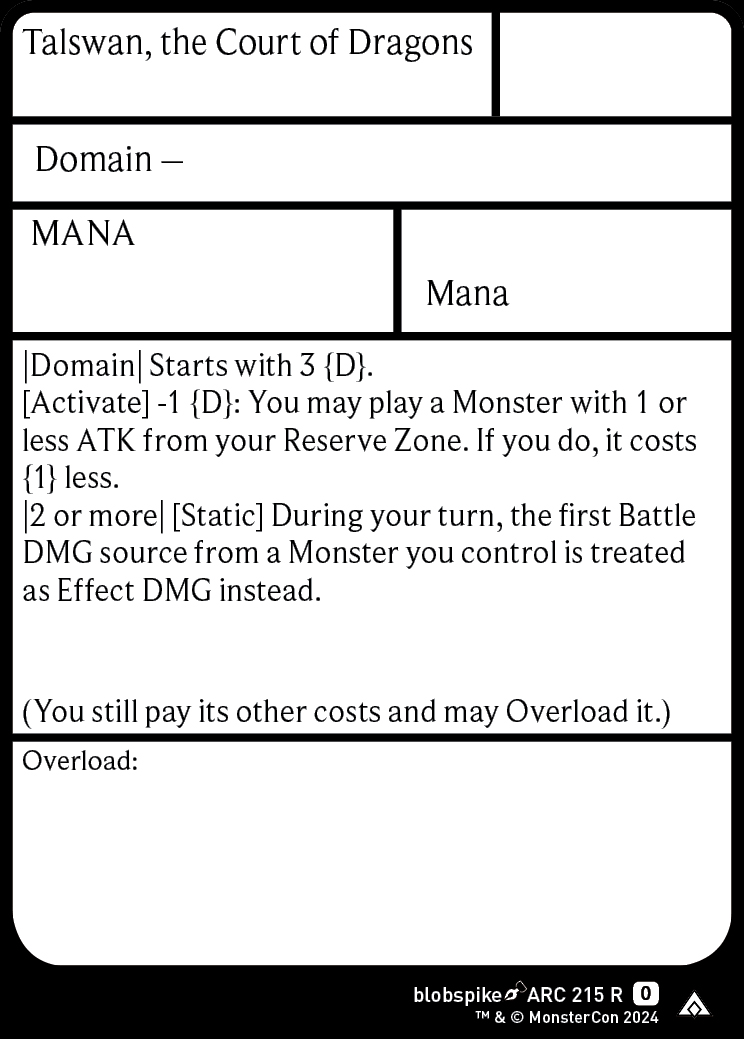 Talswan, the Court of Dragons
Domain –
MANA
Mana
|Domain| Starts with 3 {D}.
[Activate] -1 {D}: You may play a Monster with 1 or
less ATK from your Reserve Zone. If you do, it costs
{1} less.
|2 or more| [Static] During your turn, the first Battle
DMG source from a Monster you control is treated
as Effect DMG instead.
(You still pay its other costs and may Overload it.)
Overload:
blobspike ARC 215 R 0
™ & © MonsterCon 2024